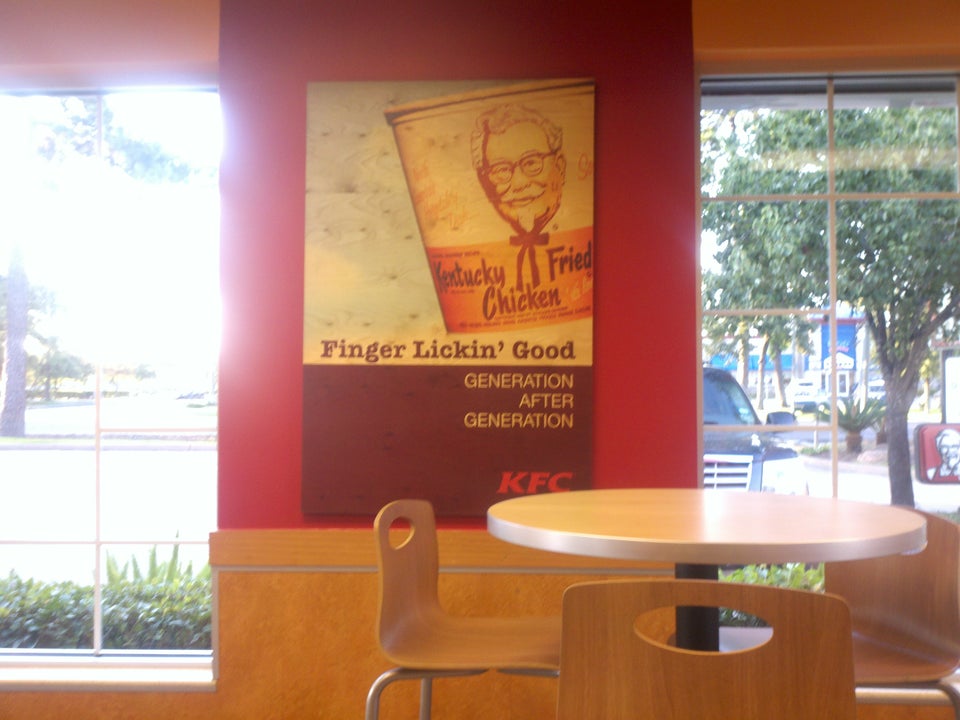 Kentucky Fried
Chicken
Finger Lickin' Good
GENERATION
AFTER
GENERATION
KFC